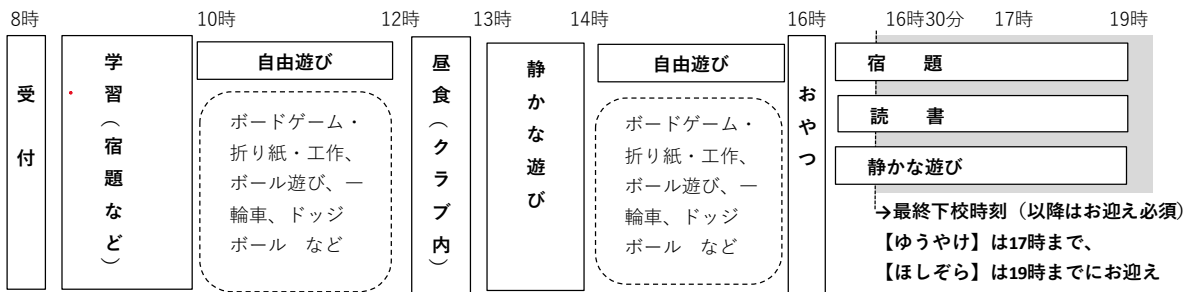 8時 10時 12時 13時 14時 16時 16時30分 17時 19時
受付
学習（宿題など）
自由遊び
ボードゲーム・
折り紙・工作、
ボール遊び、一
輪車、ドッジ
ボール　など
昼食（クラブ内）
静かな遊び
自由遊び
ボードゲーム・
折り紙・工作、
ボール遊び、一
輪車、ドッジ
ボール　など
おやつ
宿　題
読　書
静かな遊び
→最終下校時刻（以降はお迎え必須）
【ゆうやけ】は17時まで、
【ほしぞら】は19時までにお迎え